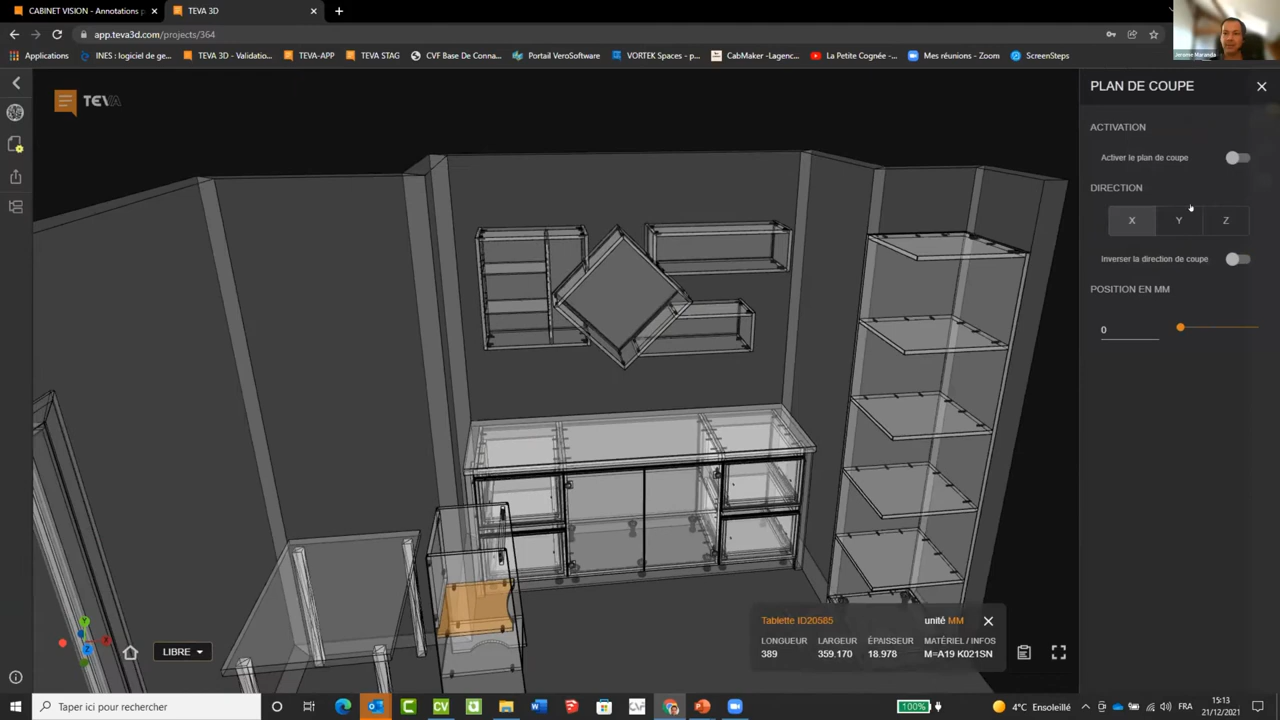 CABINET VISION - Annotations p
TEVA 3D
app.teva3d.com/projects/364
Applications
INES : logiciel de ge...
TEVA 3D - Validatio...
TEVA-APP
TEVA STAG
CVF Base De Conna...
Portail VeroSoftware
VORTEK Spaces - p...
CabMaker -Lagenc...
La Petite Cognée -...
Mes réunions - Zoom
ScreenSteps
Jerome Maranda
TEVA
PLAN DE COUPE
ACTIVATION
Activer le plan de coupe
DIRECTION
X Y Z
Inverser la direction de coupe
POSITION EN MM
0
Tablette ID20585 unité MM
LONGUEUR LARGEUR ÉPAISSEUR MATÉRIEL / INFOS
389 359.170 18.978 M=A19 K021SN
Y
X
Z
LIBRE
Taper ici pour rechercher
100%
4°C Ensoleillé
FRA
15:13
21/12/2021